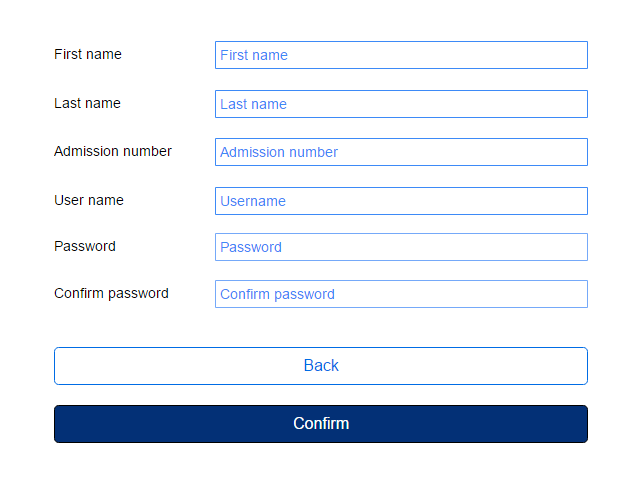 First name First name
Last name Last name
Admission number Admission number
User name Username
Password Password
Confirm password Confirm password
Back
Confirm